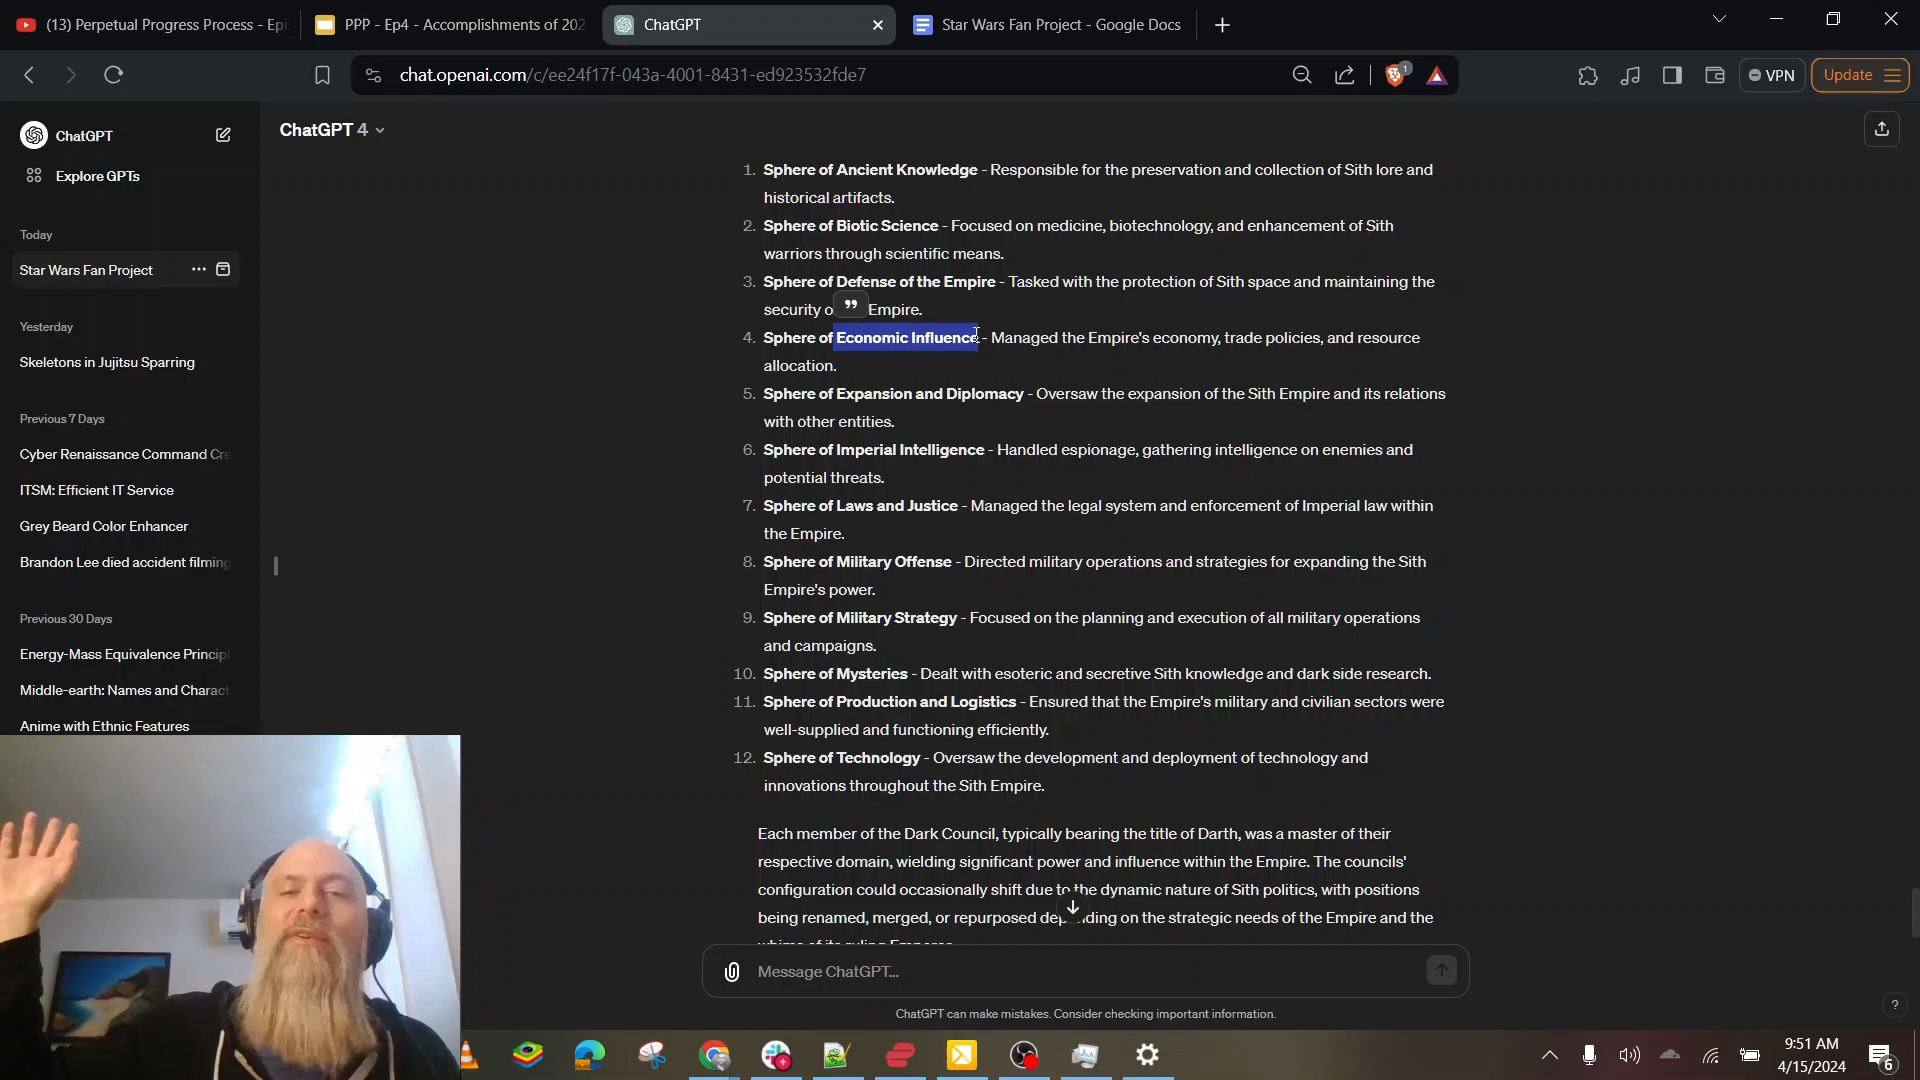 (13) Perpetual Progress Process - Epi
PPP - Ep4 - Accomplishments of 202
ChatGPT
Star Wars Fan Project - Google Docs
chat.openai.com/c/ee24f17f-043a-4001-8431-ed923532fde7
1
VPN
Update
ChatGPT
ChatGPT 4
Explore GPTs
Today
Star Wars Fan Project
Yesterday
Skeletons in Jujitsu Sparring
Previous 7 Days
Cyber Renaissance Command Cre
ITSM: Efficient IT Service
Grey Beard Color Enhancer
Brandon Lee died accident filming
Previous 30 Days
Energy-Mass Equivalence Principl
Middle-earth: Names and Charact
Anime with Ethnic Features
1. Sphere of Ancient Knowledge - Responsible for the preservation and collection of Sith lore and
historical artifacts.
2. Sphere of Biotic Science - Focused on medicine, biotechnology, and enhancement of Sith
warriors through scientific means.
3. Sphere of Defense of the Empire - Tasked with the protection of Sith space and maintaining the
security o Empire.
4. Sphere of Economic Influence - Managed the Empire's economy, trade policies, and resource
allocation.
5. Sphere of Expansion and Diplomacy - Oversaw the expansion of the Sith Empire and its relations
with other entities.
6. Sphere of Imperial Intelligence - Handled espionage, gathering intelligence on enemies and
potential threats.
7. Sphere of Laws and Justice - Managed the legal system and enforcement of Imperial law within
the Empire.
8. Sphere of Military Offense - Directed military operations and strategies for expanding the Sith
Empire's power.
9. Sphere of Military Strategy - Focused on the planning and execution of all military operations
and campaigns.
10. Sphere of Mysteries - Dealt with esoteric and secretive Sith knowledge and dark side research.
11. Sphere of Production and Logistics - Ensured that the Empire's military and civilian sectors were
well-supplied and functioning efficiently.
12. Sphere of Technology - Oversaw the development and deployment of technology and
innovations throughout the Sith Empire.
Each member of the Dark Council, typically bearing the title of Darth, was a master of their
respective domain, wielding significant power and influence within the Empire. The councils'
configuration could occasionally shift due to the dynamic nature of Sith politics, with positions
being renamed, merged, or repurposed depending on the strategic needs of the Empire and the
whims of its ruling Emperor.
Message ChatGPT...
ChatGPT can make mistakes. Consider checking important information.
?
9:51 AM
4/15/2024
6